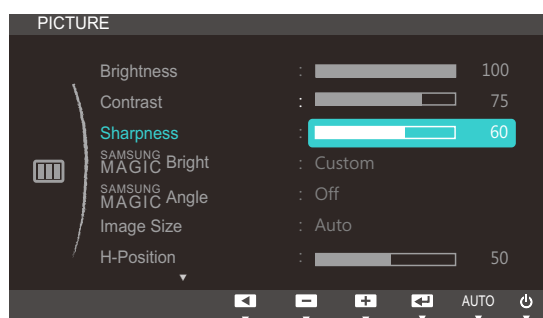 PICTURE
Brightness : 100
Contrast : 75
Sharpness : 60
SAMSUNG MAGIC Bright : Custom
SAMSUNG MAGIC Angle : Off
Image Size : Auto
H-Position : 50
AUTO